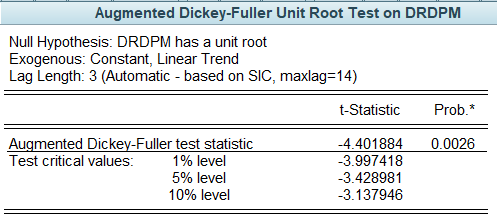 Augmented Dickey-Fuller Unit Root Test on DRDPM
Null Hypothesis: DRDPM has a unit root
Exogenous: Constant, Linear Trend
Lag Length: 3 (Automatic - based on SIC, maxlag=14)
t-Statistic Prob.*
Augmented Dickey-Fuller test statistic -4.401884 0.0026
Test critical values: 1% level -3.997418
5% level -3.428981
10% level -3.137946